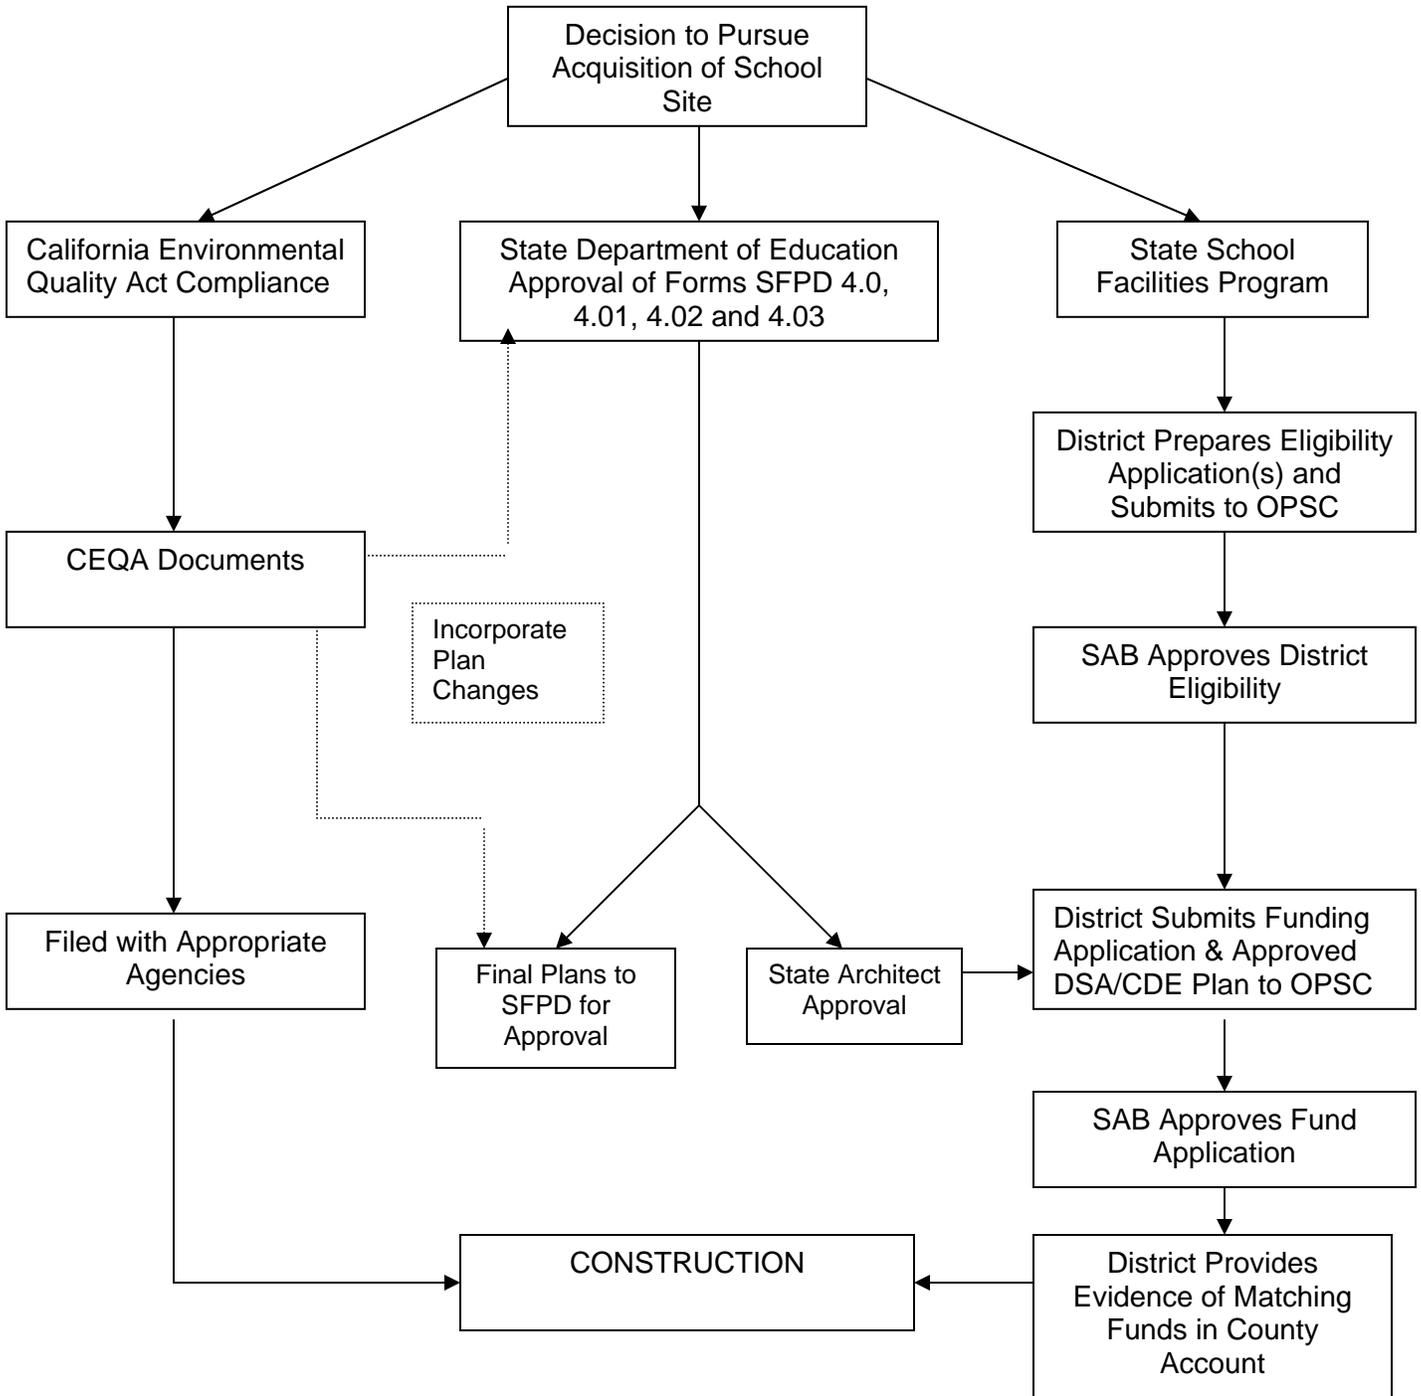 Decision to Pursue
Acquisition of School
Site
California Environmental
Quality Act Compliance
State Department of Education
Approval of Forms SFPD 4.0,
4.01, 4.02 and 4.03
State School
Facilities Program
District Prepares Eligibility
Application(s) and
Submits to OPSC
CEQA Documents
Incorporate
Plan
Changes
SAB Approves District
Eligibility
Filed with Appropriate
Agencies
Final Plans to
SFPD for
Approval
State Architect
Approval
District Submits Funding
Application & Approved
DSA/CDE Plan to OPSC
SAB Approves Fund
Application
CONSTRUCTION
District Provides
Evidence of Matching
Funds in County
Account